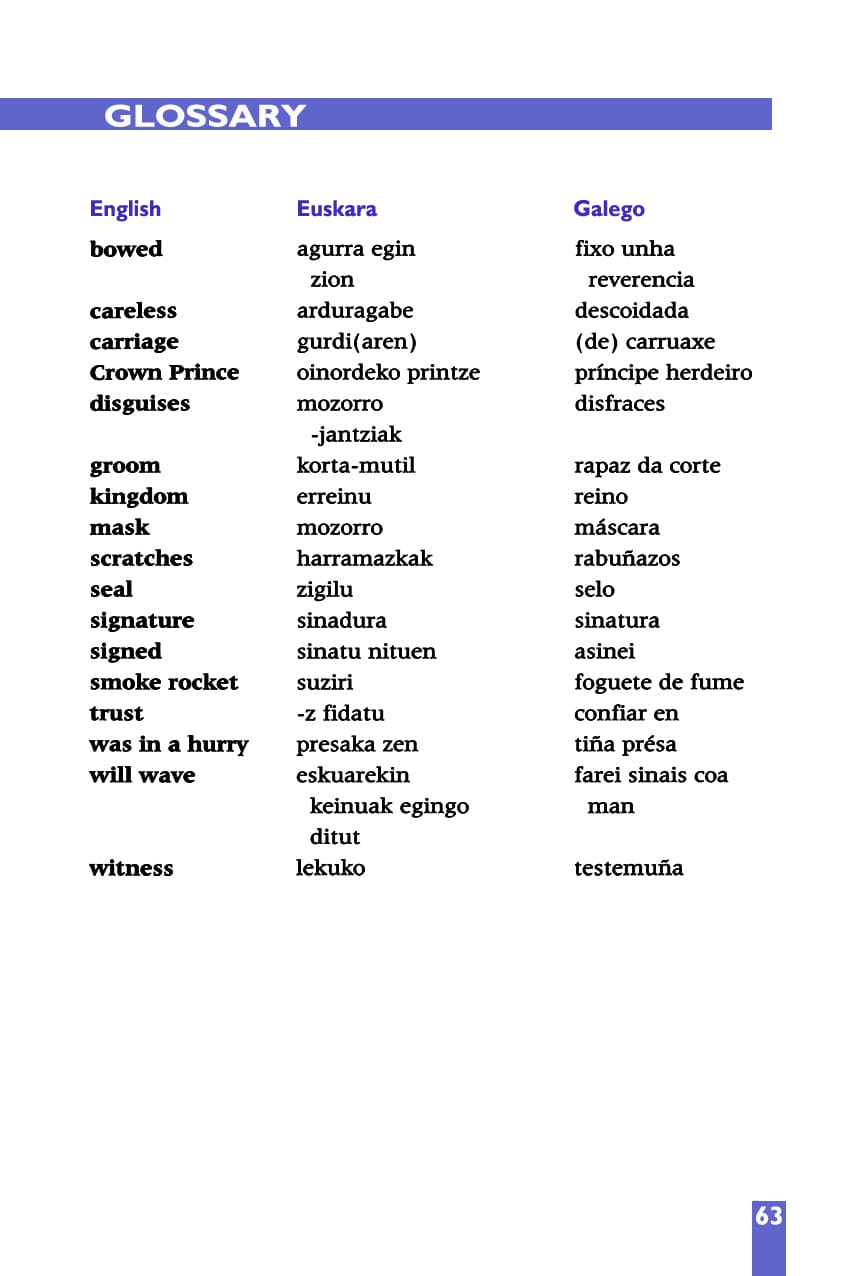 GLOSSARY
English Euskara Galego
bowed agurra egin fixo unha
zion reverencia
careless arduragabe descoidada
carriage gurdi(aren) (de) carruaxe
Crown Prince oinordeko printze príncipe herdeiro
disguises mozorro disfraces
-jantziak
groom korta-mutil rapaz da corte
kingdom erreinu reino
mask mozorro máscara
scratches harramazkak rabuñazos
seal zigilu selo
signature sinadura sinatura
signed sinatu nituen asinei
smoke rocket suziri foguete de fume
trust -z fidatu confiar en
was in a hurry presaka zen tiña présa
will wave eskuarekin farei sinais coa
keinuak egingo man
ditut
witness lekuko testemuña
63